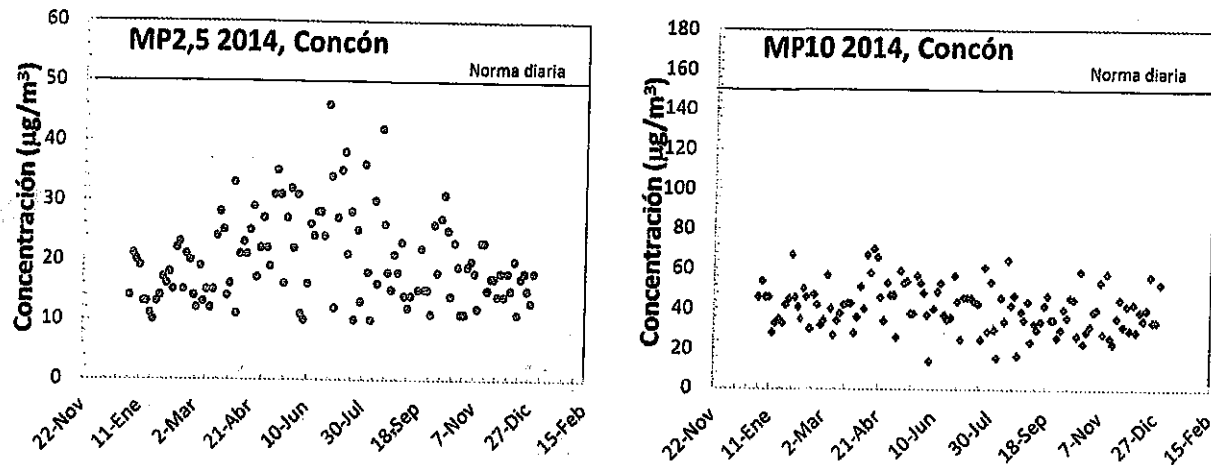 MP2,5 2014, Concón
Norma diaria
Concentración (µg/m³)
60
50
40
30
20
10
0
22-Nov
11-Ene
2-Mar
21-Abr
10-Jun
30-Jul
18-Sep
7-Nov
27-Dic
15-Feb
MP10 2014, Concón
Norma diaria
Concentración (µg/m³)
180
160
140
120
100
80
60
40
20
0
22-Nov
11-Ene
2-Mar
21-Abr
10-Jun
30-Jul
18-Sep
7-Nov
27-Dic
15-Feb